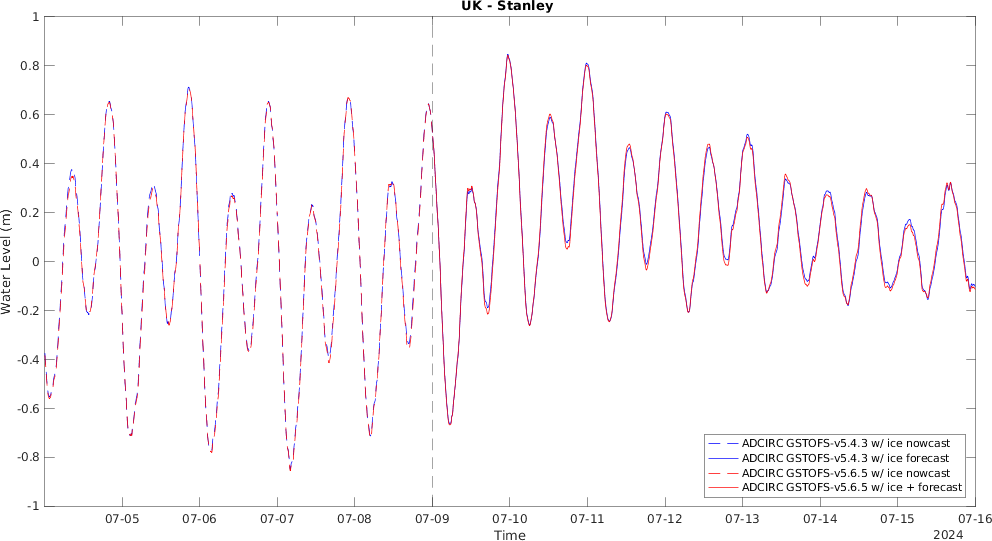 UK - Stanley
1
0.8
0.6
0.4
0.2
0
-0.2
-0.4
-0.6
-0.8
-1
Water Level (m)
ADCIRC GSTOFS-v5.4.3 w/ ice nowcast
ADCIRC GSTOFS-v5.4.3 w/ ice forecast
ADCIRC GSTOFS-v5.6.5 w/ ice nowcast
ADCIRC GSTOFS-v5.6.5 w/ ice + forecast
07-05 07-06 07-07 07-08 07-09 07-10 07-11 07-12 07-13 07-14 07-15 07-16
Time
2024